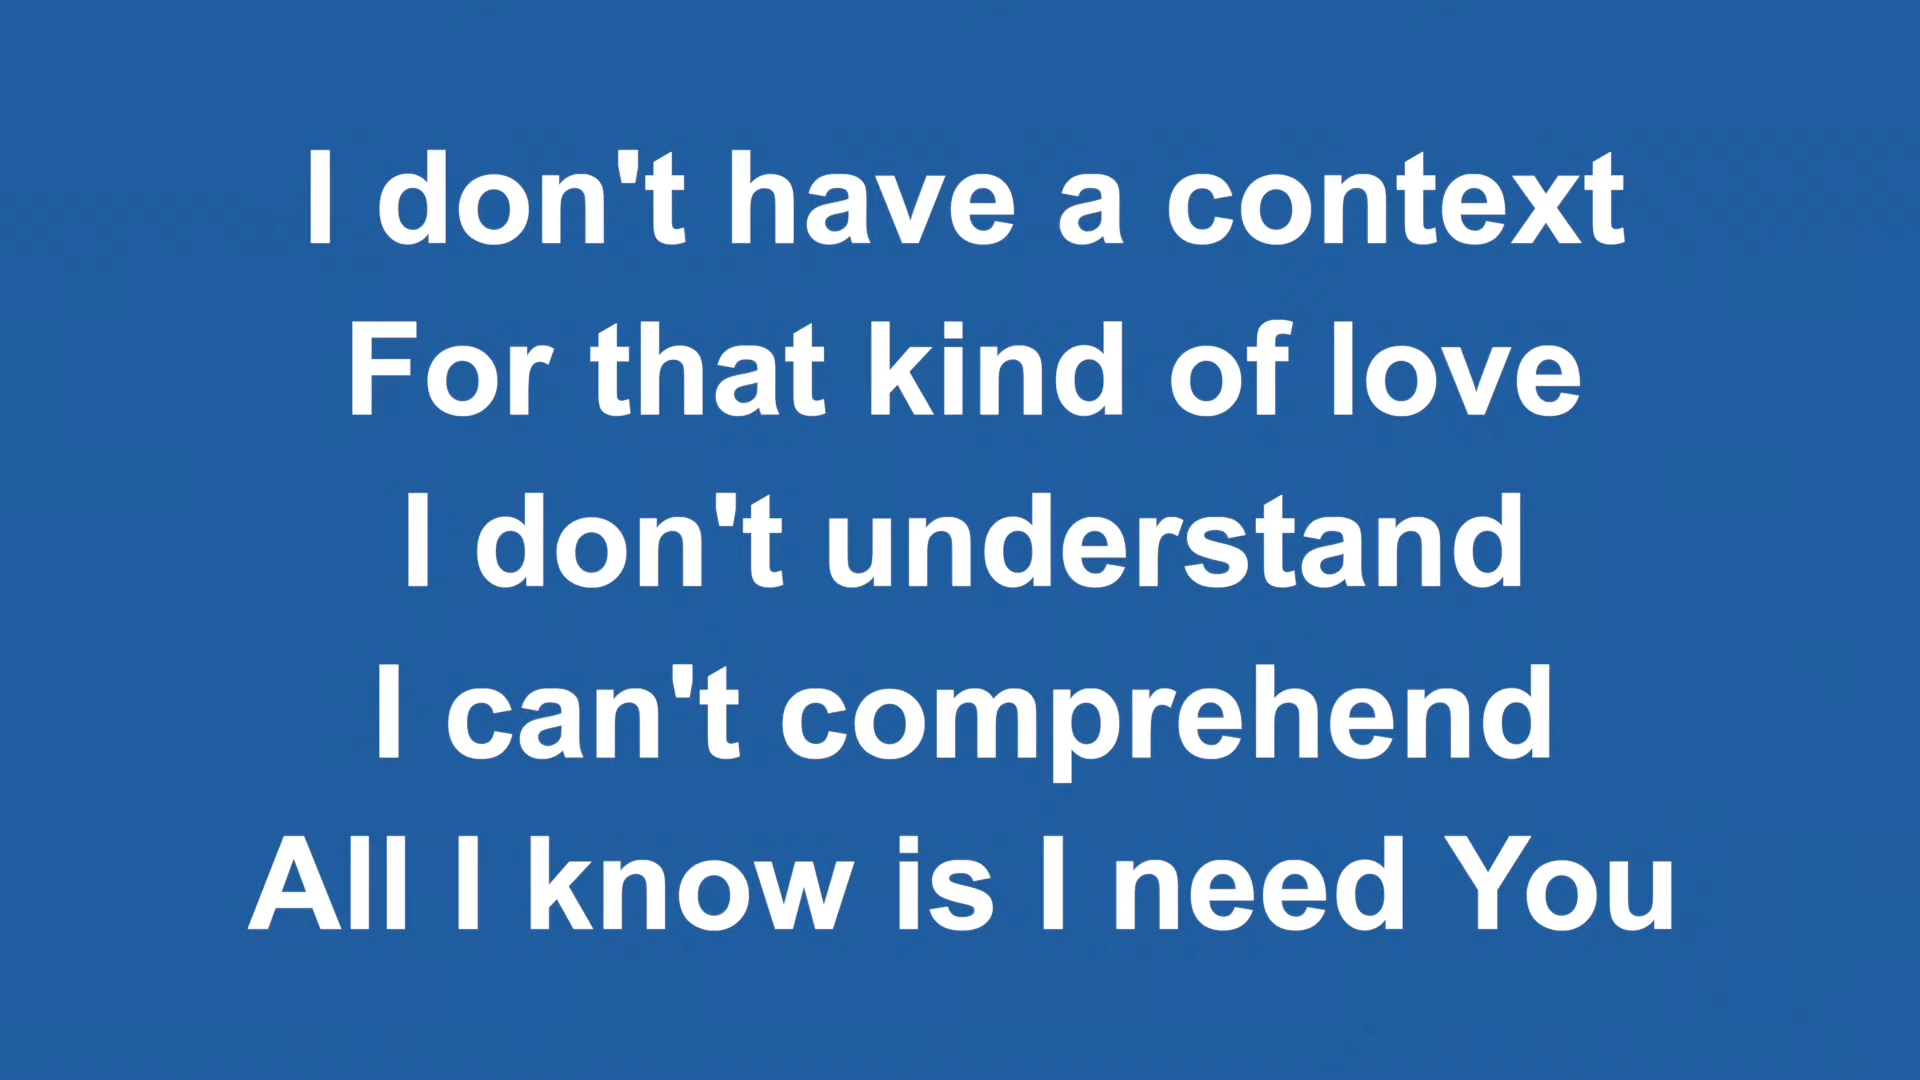 I don't have a context
For that kind of love
I don't understand
I can't comprehend
All I know is I need You